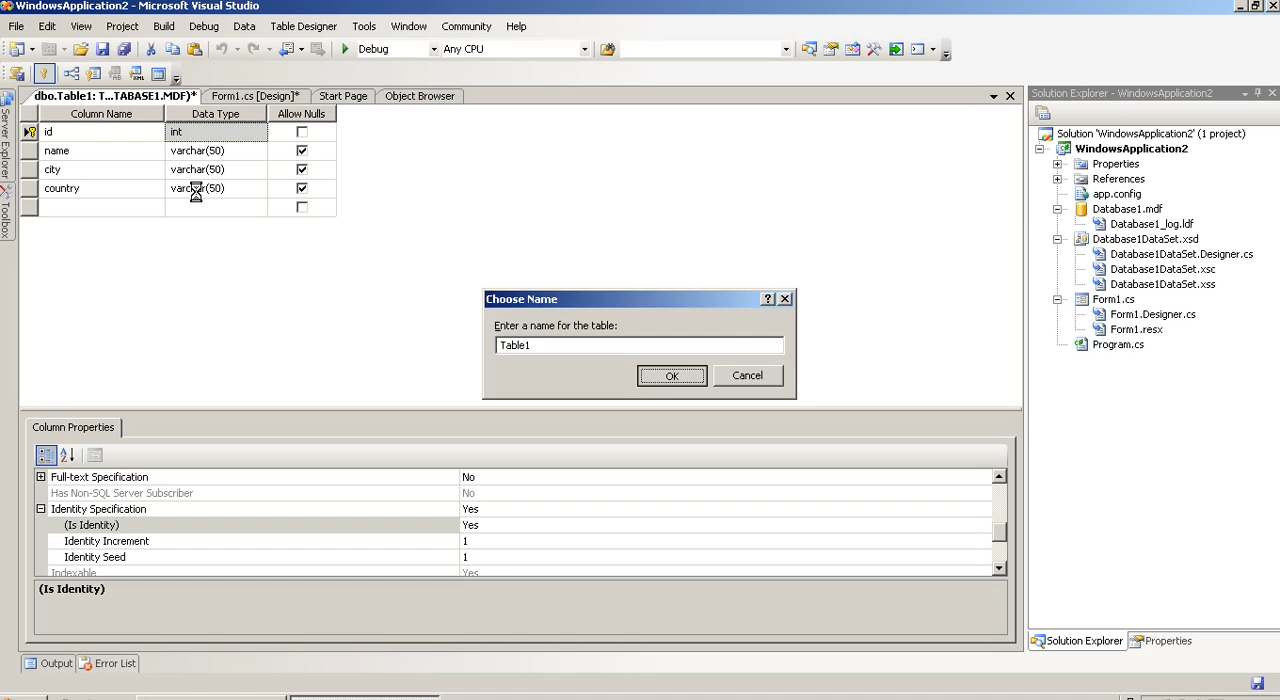 WindowsApplication2 - Microsoft Visual Studio
File Edit View Project Build Debug Data Table Designer Tools Window Community Help
Debug Any CPU
dbo.Table1: T...TABASE1.MDF)* Form1.cs [Design]* Start Page Object Browser
Server Explorer
Toolbox
Column Name Data Type Allow Nulls
id int
name varchar(50)
city varchar(50)
country varchar(50)
Choose Name
Enter a name for the table:
Table1
OK Cancel
Column Properties
Full-text Specification No
Has Non-SQL Server Subscriber No
Identity Specification Yes
(Is Identity) Yes
Identity Increment 1
Identity Seed 1
Indexable Yes
(Is Identity)
Output Error List
Solution Explorer - WindowsApplication2
Solution 'WindowsApplication2' (1 project)
WindowsApplication2
Properties
References
app.config
Database1.mdf
Database1_log.ldf
Database1DataSet.xsd
Database1DataSet.Designer.cs
Database1DataSet.xsc
Database1DataSet.xss
Form1.cs
Form1.Designer.cs
Form1.resx
Program.cs
Solution Explorer Properties